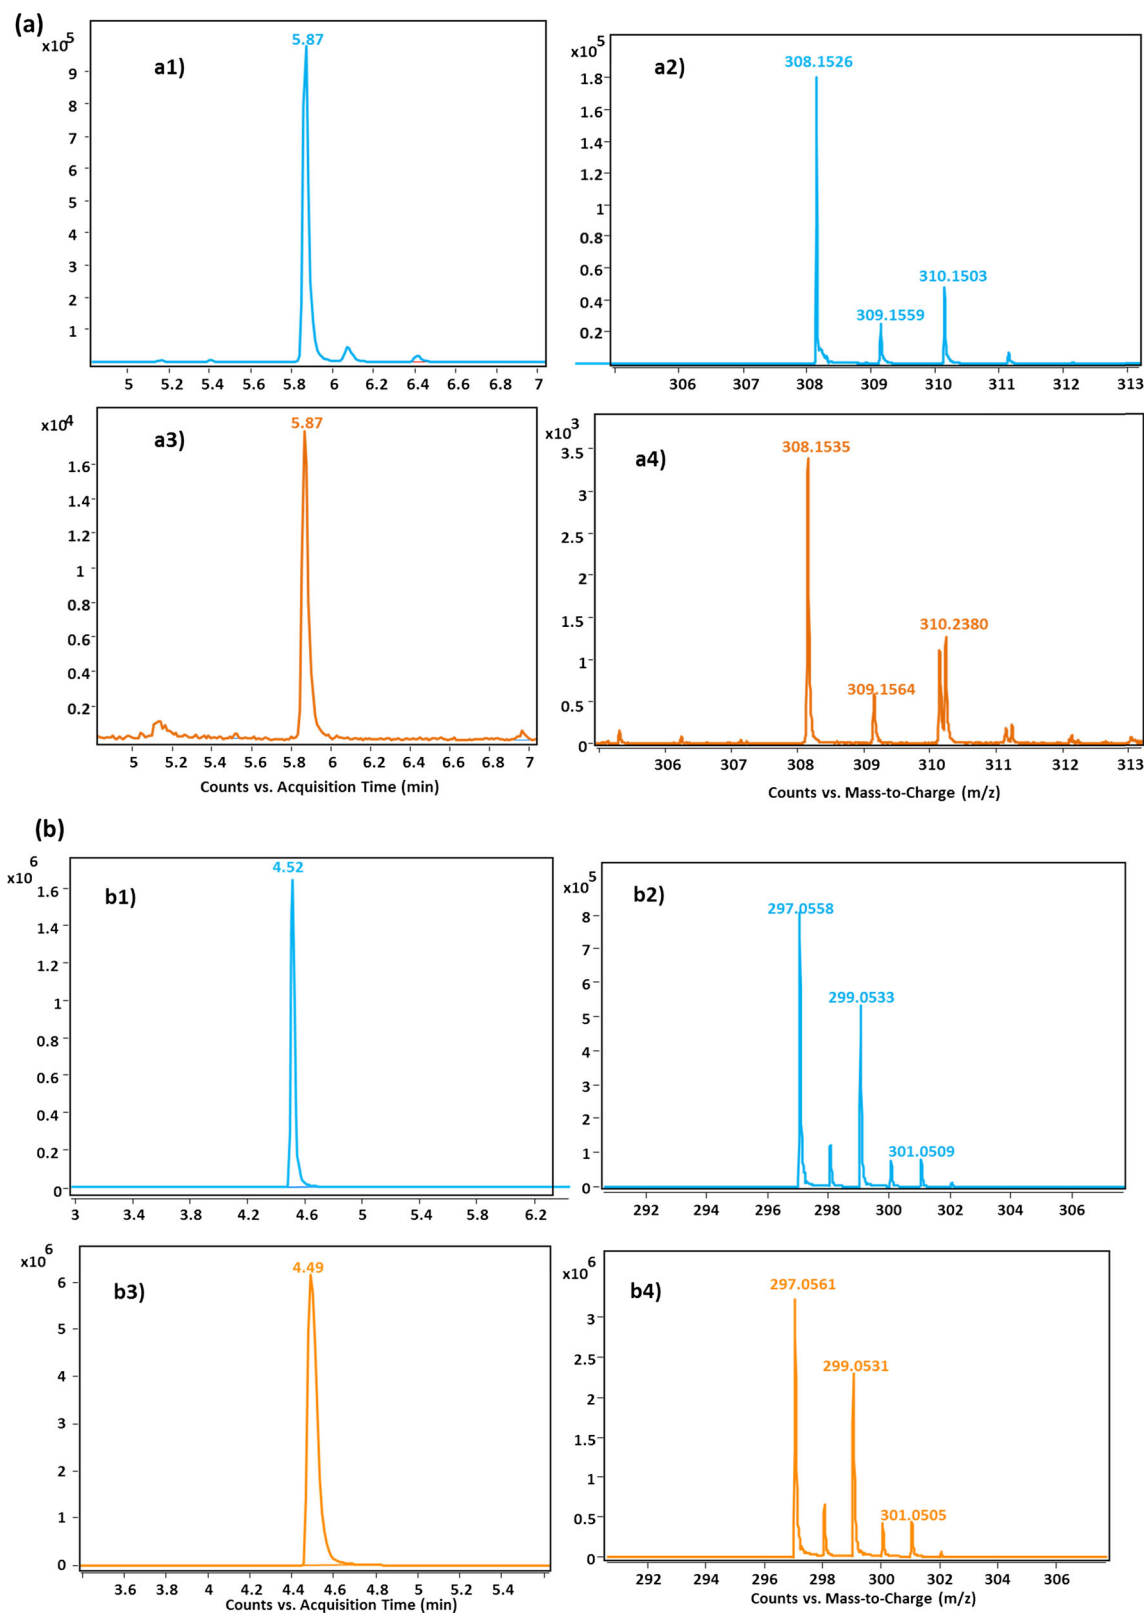 (a)
x10 5
5.87
a1)
9
8
7
6
5
4
3
2
1
5 5.2 5.4 5.6 5.8 6 6.2 6.4 6.6 6.8 7
x10 5
308.1526
a2)
1.8
1.6
1.4
1.2
1
0.8
0.6
0.4
0.2
310.1503
309.1559
306 307 308 309 310 311 312 313
x10 4
5.87
a3)
1.6
1.4
1.2
1
0.8
0.6
0.4
0.2
5 5.2 5.4 5.6 5.8 6 6.2 6.4 6.6 6.8 7
Counts vs. Acquisition Time (min)
x10 3
308.1535
a4)
3.5
3
2.5
2
1.5
1
0.5
0
310.2380
309.1564
306 307 308 309 310 311 312 313
Counts vs. Mass-to-Charge (m/z)
(b)
x10 6
4.52
b1)
1.6
1.4
1.2
1
0.8
0.6
0.4
0.2
0
3 3.4 3.8 4.2 4.6 5 5.4 5.8 6.2
x10 5
297.0558
b2)
8
7
6
5
4
3
2
1
0
299.0533
301.0509
292 294 296 298 300 302 304 306
x10 6
4.49
b3)
6
5
4
3
2
1
0
3.6 3.8 4 4.2 4.4 4.6 4.8 5 5.2 5.4
Counts vs. Acquisition Time (min)
x10 6
297.0561
b4)
3
2.5
2
1.5
1
0.5
0
299.0531
301.0505
292 294 296 298 300 302 304 306
Counts vs. Mass-to-Charge (m/z)